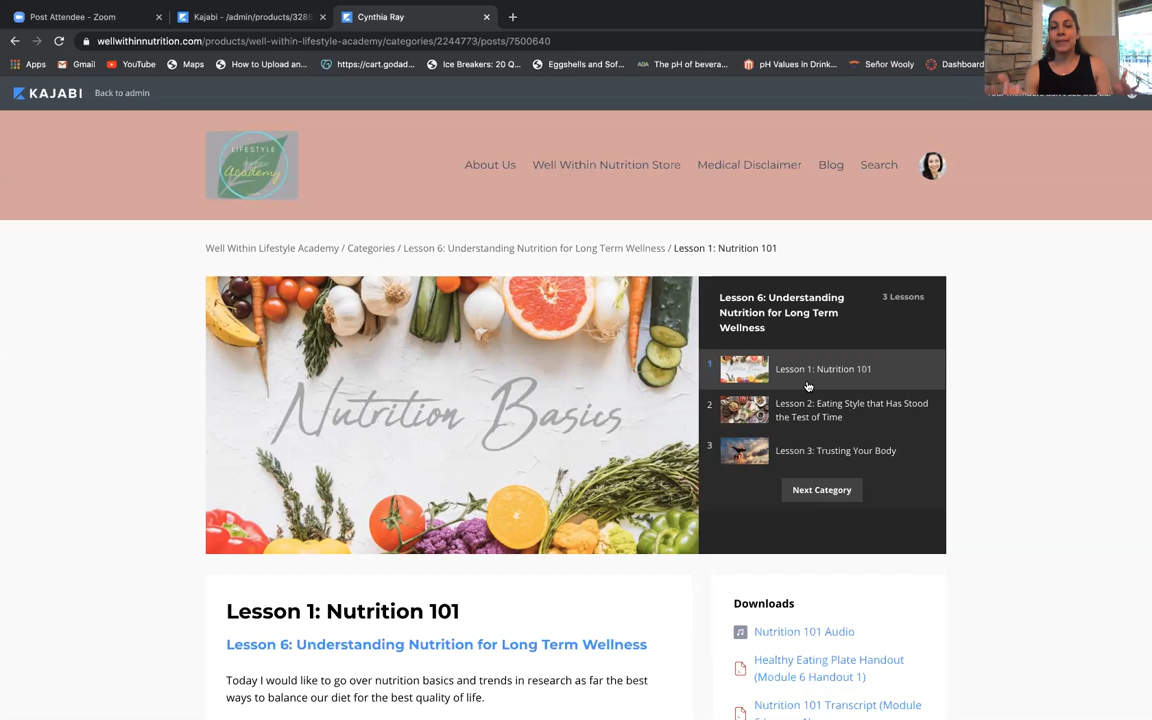 Post Attendee - Zoom
Kajabi - /admin/products/3288
Cynthia Ray
wellwithinnutrition.com/products/well-within-lifestyle-academy/categories/2244773/posts/7500640
Apps
Gmail
YouTube
Maps
How to Upload an...
https://cart.godad...
Ice Breakers: 20 Q...
Eggshells and Sof...
ADA
The pH of bevera...
pH Values in Drink...
Señor Wooly
Dashboard
KAJABI
Back to admin
LIFESTYLE
Academy
About Us
Well Within Nutrition Store
Medical Disclaimer
Blog
Search
Well Within Lifestyle Academy / Categories / Lesson 6: Understanding Nutrition for Long Term Wellness / Lesson 1: Nutrition 101
Nutrition Basics
Lesson 6: Understanding
Nutrition for Long Term
Wellness
3 Lessons
1
Lesson 1: Nutrition 101
2
Lesson 2: Eating Style that Has Stood
the Test of Time
3
Lesson 3: Trusting Your Body
Next Category
Lesson 1: Nutrition 101
Lesson 6: Understanding Nutrition for Long Term Wellness
Today I would like to go over nutrition basics and trends in research as far the best
ways to balance our diet for the best quality of life.
Downloads
Nutrition 101 Audio
Healthy Eating Plate Handout
(Module 6 Handout 1)
Nutrition 101 Transcript (Module